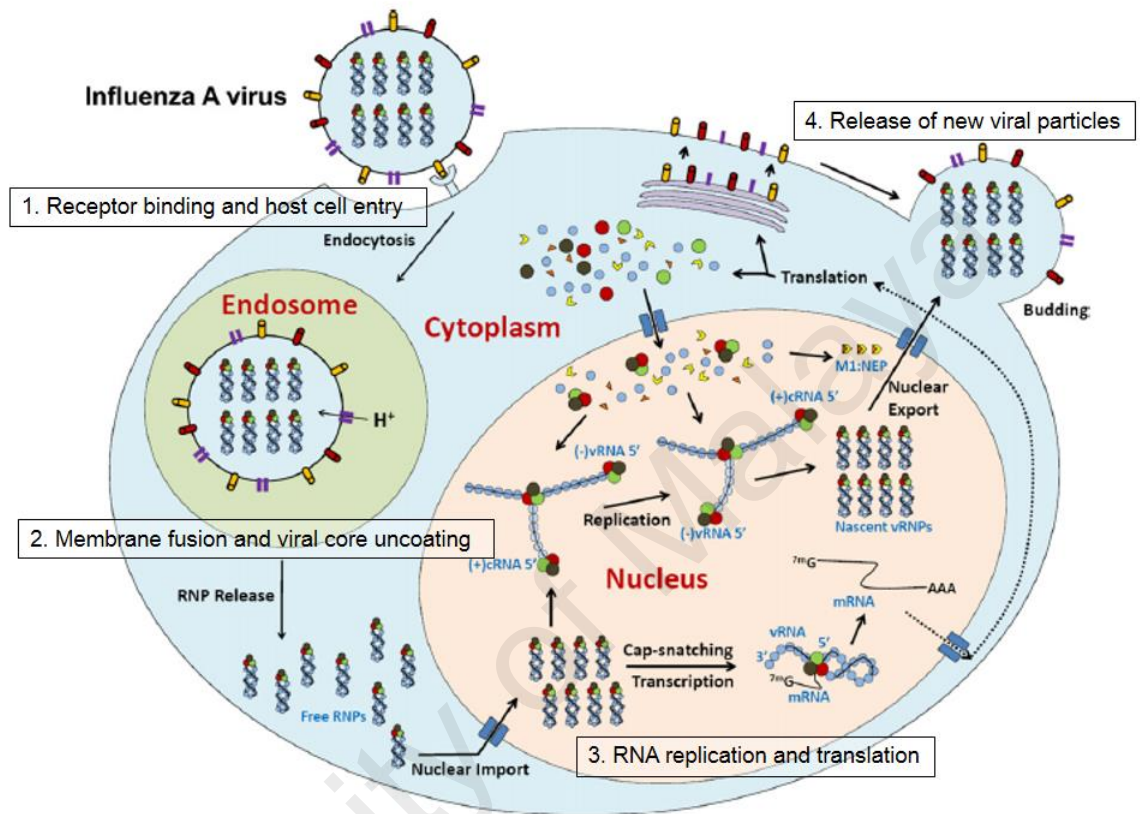 Influenza A virus
1. Receptor binding and host cell entry
Endocytosis
4. Release of new viral particles
Translation
Budding
Endosome
H⁺
Cytoplasm
M1:NEP
Nuclear
Export
(+)cRNA 5'
(-)vRNA 5'
Replication
(-)vRNA 5'
Nascent vRNPs
2. Membrane fusion and viral core uncoating
(+)cRNA 5'
Nucleus
⁷ᵐG
AAA
mRNA
RNP Release
Cap-snatching
Transcription
vRNA
5'
3'
⁷ᵐG
mRNA
Free RNPs
Nuclear Import
3. RNA replication and translation
ity of Malaya